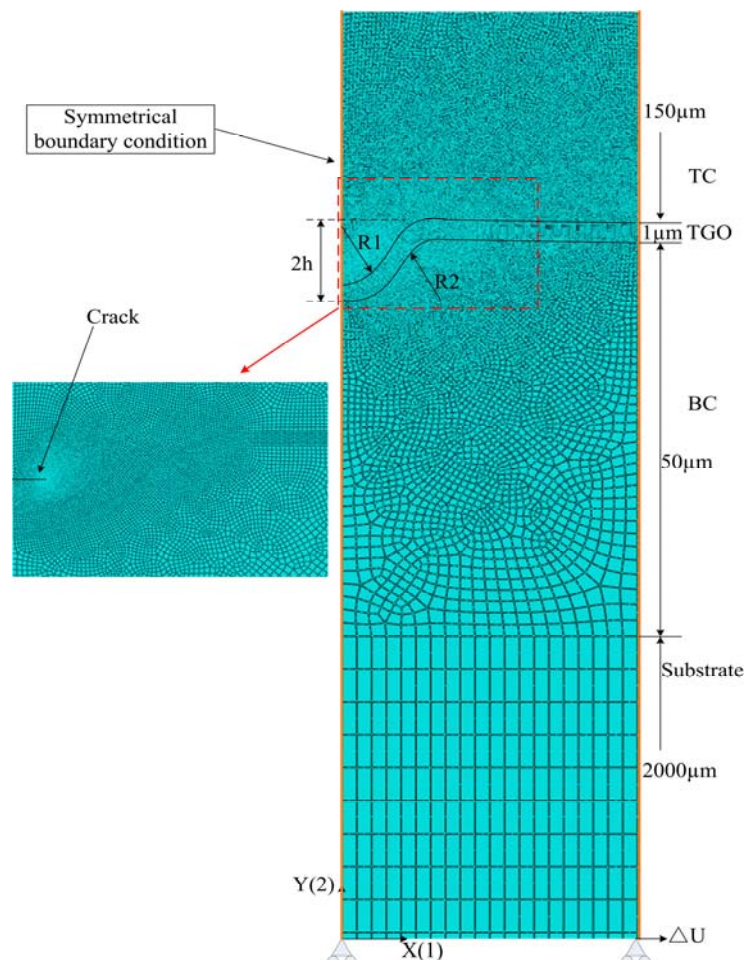 Symmetrical
boundary condition
150µm
TC
1µm TGO
R1
2h
R2
Crack
BC
50µm
Substrate
2000µm
Y(2)
X(1)
△U